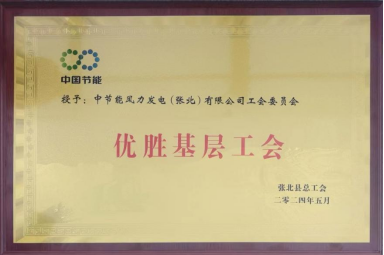 中国节能
授予：中节能风力发电（张北）有限公司工会委员会
优胜基层工会
张北县总工会
二零二四年五月